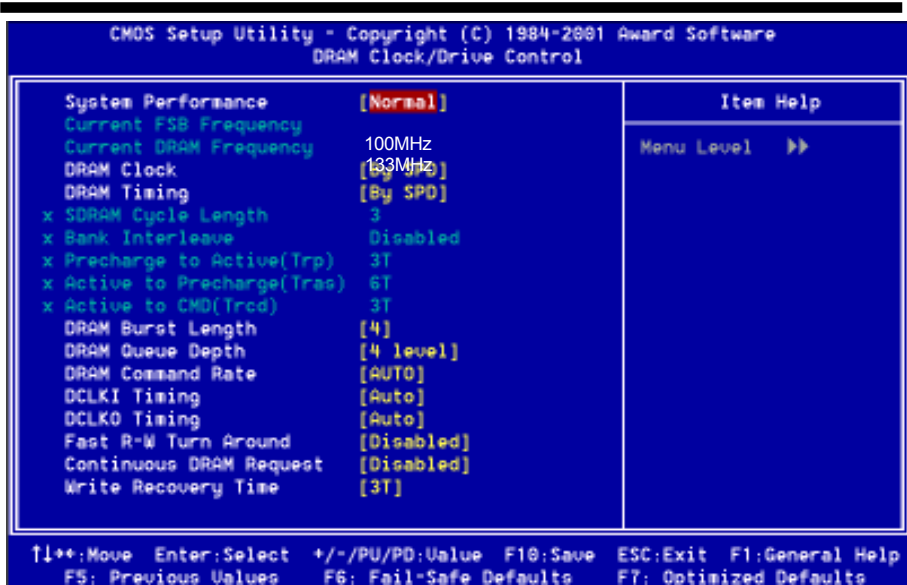 CMOS Setup Utility - Copyright (C) 1984-2001 Award Software
DRAM Clock/Drive Control
System Performance [Normal]
Current FSB Frequency
Current DRAM Frequency 100MHz
133MHz
DRAM Clock [By SPD]
DRAM Timing [By SPD]
x SDRAM Cycle Length 3
x Bank Interleave Disabled
x Precharge to Active(Trp) 3T
x Active to Precharge(Tras) 6T
x Active to CMD(Trcd) 3T
DRAM Burst Length [4]
DRAM Queue Depth [4 level]
DRAM Command Rate [AUTO]
DCLKI Timing [Auto]
DCLKO Timing [Auto]
Fast R-W Turn Around [Disabled]
Continuous DRAM Request [Disabled]
Write Recovery Time [3T]
Item Help
Menu Level ▶▶
↑↓→←:Move Enter:Select +/-/PU/PD:Value F10:Save ESC:Exit F1:General Help
F5: Previous Values F6: Fail-Safe Defaults F7: Optimized Defaults